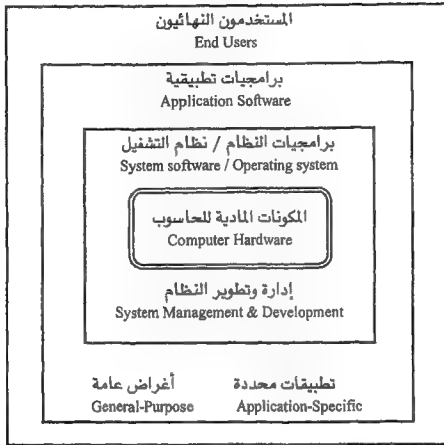 المستخدمون النهائيون
End Users
برامجيات تطبيقية
Application Software
برامجيات النظام / نظام التشغيل
System software / Operating system
المكونات المادية للحاسوب
Computer Hardware
إدارة وتطوير النظام
System Management & Development
أغراض عامة تطبيقات محددة
General-Purpose Application-Specific